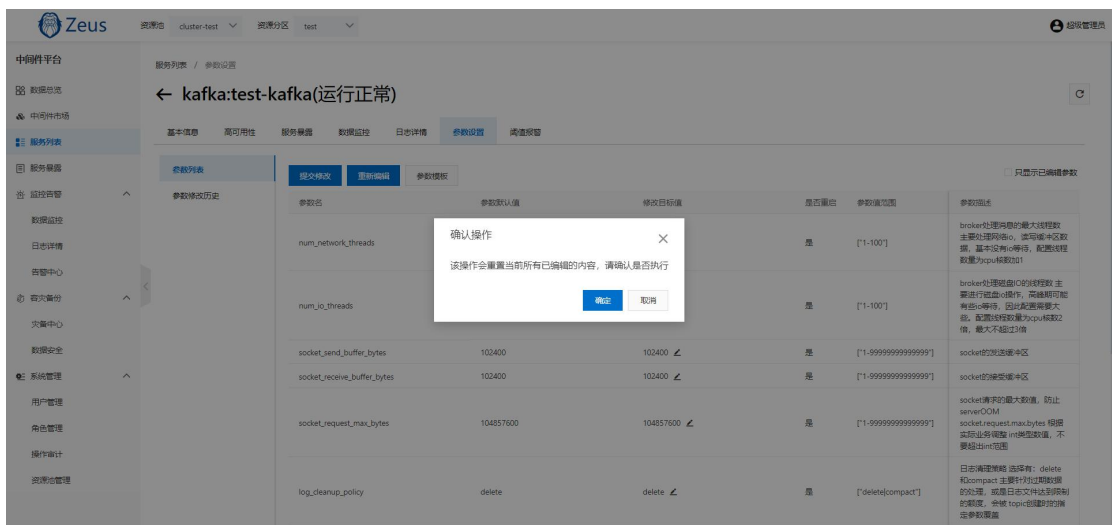 Zeus
资源池 cluster-test 资源分区 test
超级管理员
中间件平台
数据总览
中间件市场
服务列表
服务暴露
监控告警
数据监控
日志详情
告警中心
容灾备份
灾备中心
数据安全
系统管理
用户管理
角色管理
操作审计
资源池管理
服务列表 / 参数设置
← kafka:test-kafka(运行正常)
基本信息 高可用性 服务暴露 数据监控 日志详情 参数设置 阈值报警
参数列表
参数修改历史
提交修改 重新编辑 参数模板
只显示已编辑参数
参数名 参数默认值 修改目标值 是否重启 参数值范围 参数描述
num_network_threads 是 ["1-100"]
broker处理消息的最大线程数
主要处理网络io，读写缓冲区数
据，基本没有io等待，配置线程
数量为cpu核数加1
num_io_threads 是 ["1-100"]
broker处理磁盘IO的线程数 主
要进行磁盘io操作，高峰期可能
有些io等待，因此配置需要大
些。配置线程数量为cpu核数2
倍，最大不超过3倍
确认操作
该操作会重置当前所有已编辑的内容，请确认是否执行
确定 取消
socket_send_buffer_bytes 102400 102400 是 ["1-99999999999999"] socket的发送缓冲区
socket_receive_buffer_bytes 102400 102400 是 ["1-99999999999999"] socket的接受缓冲区
socket_request_max_bytes 104857600 104857600 是 ["1-99999999999999"]
socket请求的最大数值，防止
serverOOM
socket.request.max.bytes 根据
实际业务调整 int类型数值，不
要超出int范围
log_cleanup_policy delete delete 是 ["delete|compact"]
日志清理策略 选择有：delete
和compact 主要针对过期数据
的处理，或是日志文件达到限制
的额度，会被 topic创建时的指
定参数覆盖